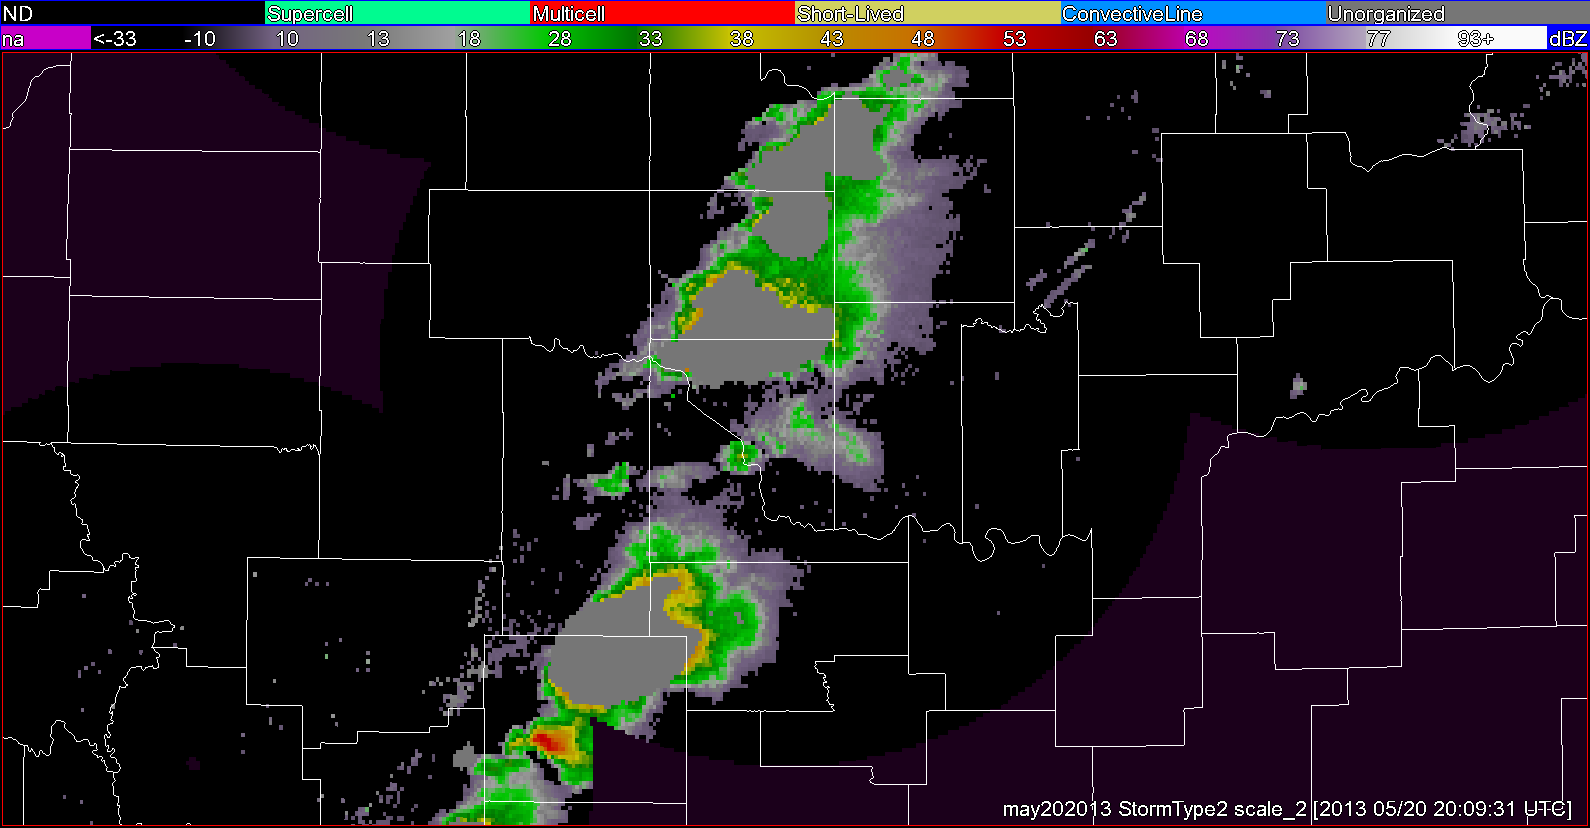 ND Supercell Multicell Short-Lived ConvectiveLine Unorganized
na <-33 -10 10 13 18 28 33 38 43 48 53 63 68 73 77 93+ dBZ
may202013 StormType2 scale_2 [2013 05/20 20:09:31 UTC]